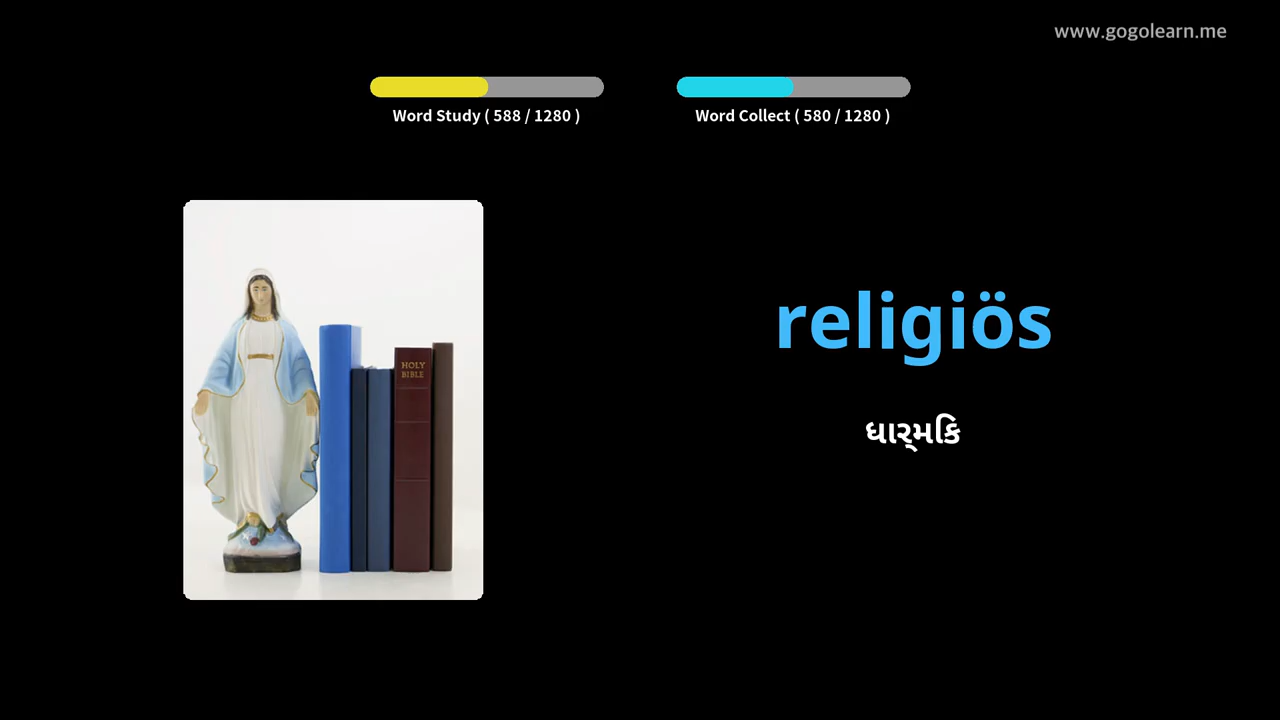 www.gogolearn.me
Word Study ( 588 / 1280 )
Word Collect ( 580 / 1280 )
HOLY
BIBLE
religiös
ધાર્મિક